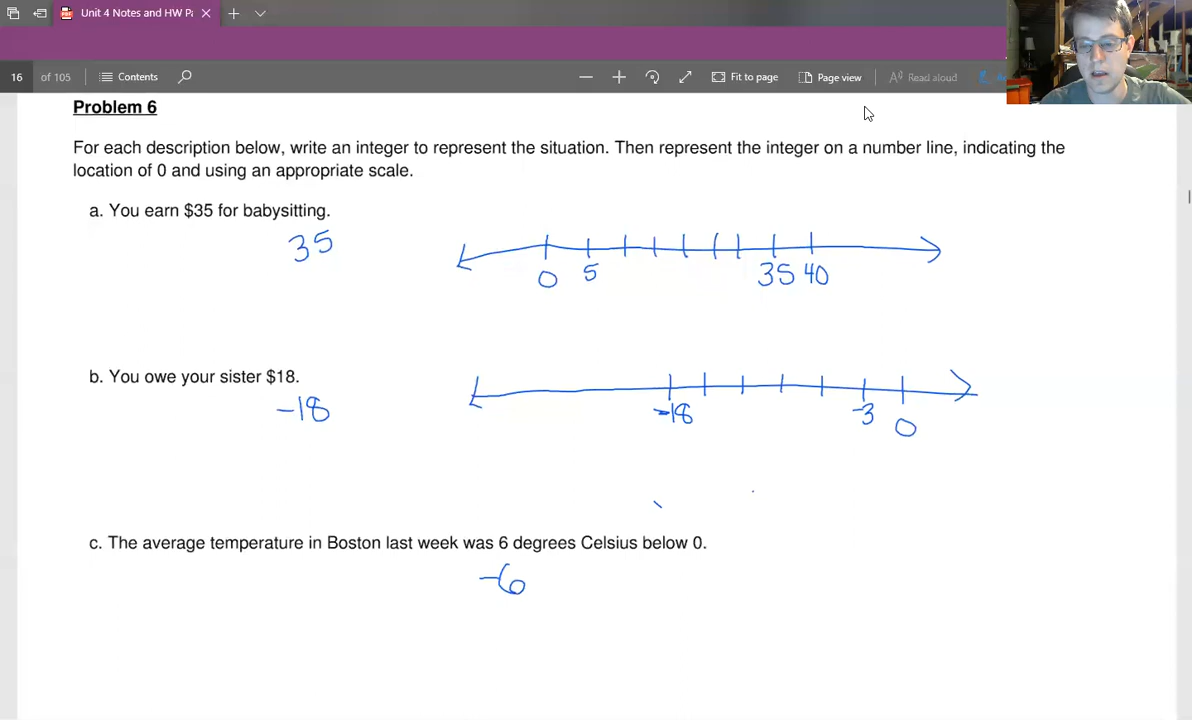 Unit 4 Notes and HW Pa
16 of 105 Contents Fit to page Page view Read aloud
Problem 6
For each description below, write an integer to represent the situation. Then represent the integer on a number line, indicating the
location of 0 and using an appropriate scale.
a. You earn $35 for babysitting.
35
0 5 35 40
b. You owe your sister $18.
-18
-18 -3 0
c. The average temperature in Boston last week was 6 degrees Celsius below 0.
-6